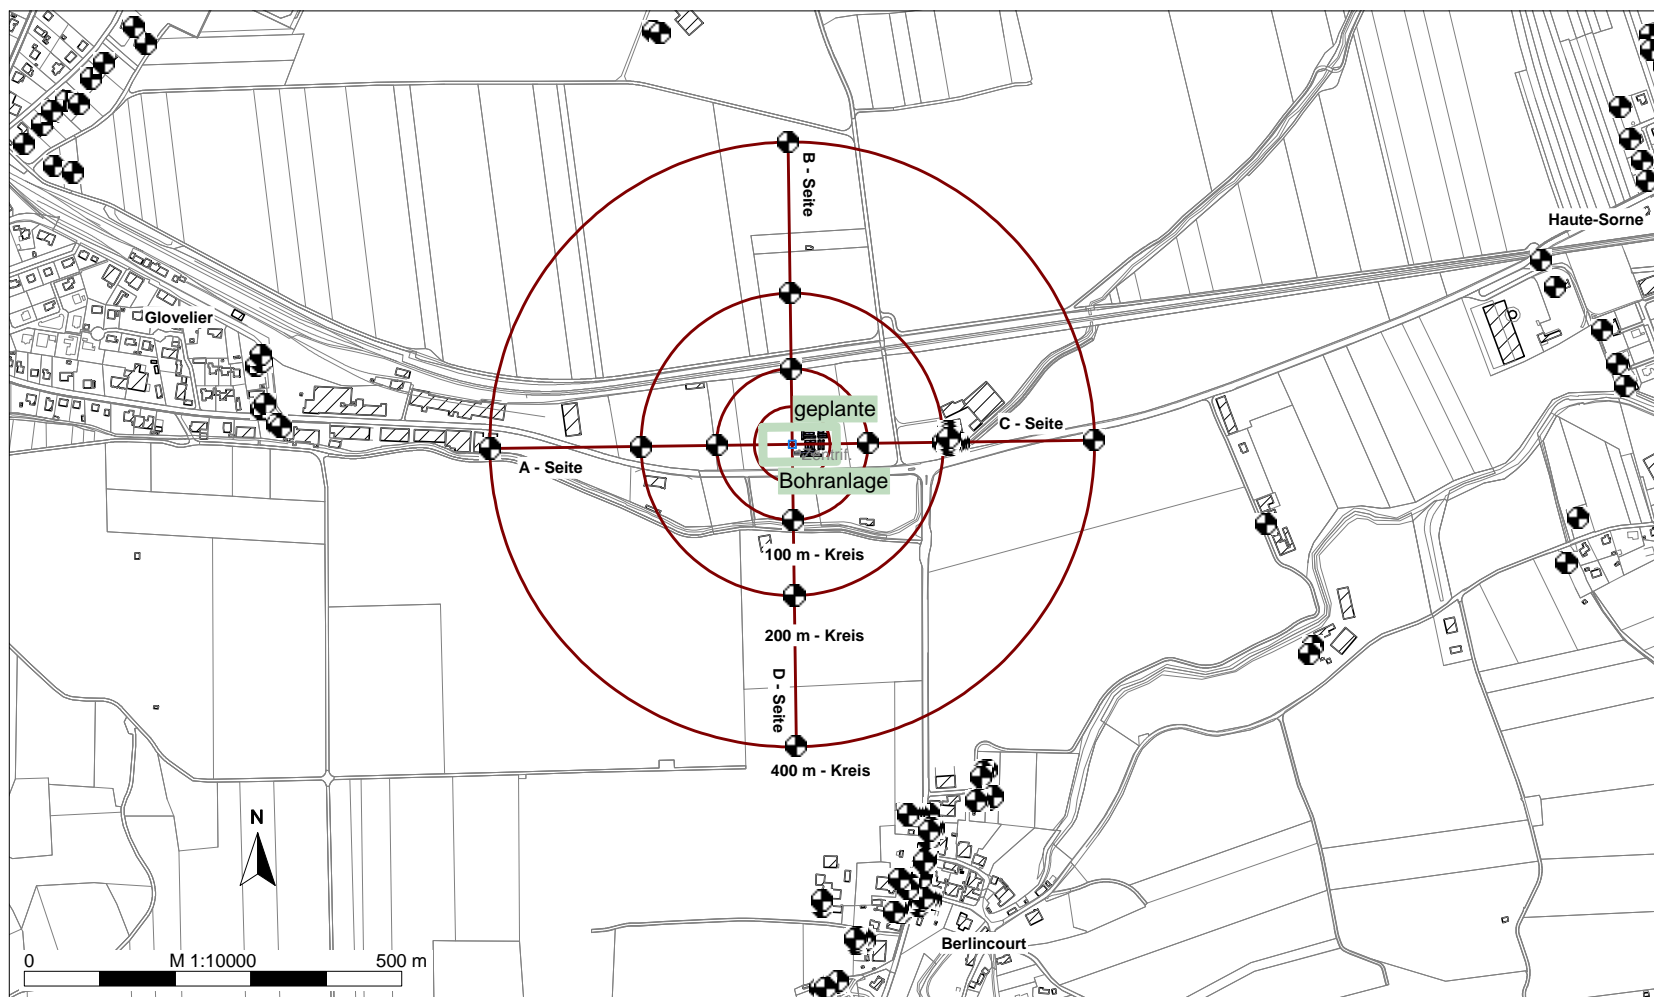 B - Seite
Haute-Sorne
Glovelier
geplante
C - Seite
Zentrif.
A - Seite
Bohranlage
100 m - Kreis
200 m - Kreis
D - Seite
400 m - Kreis
N
Berlincourt
0 M 1:10000 500 m